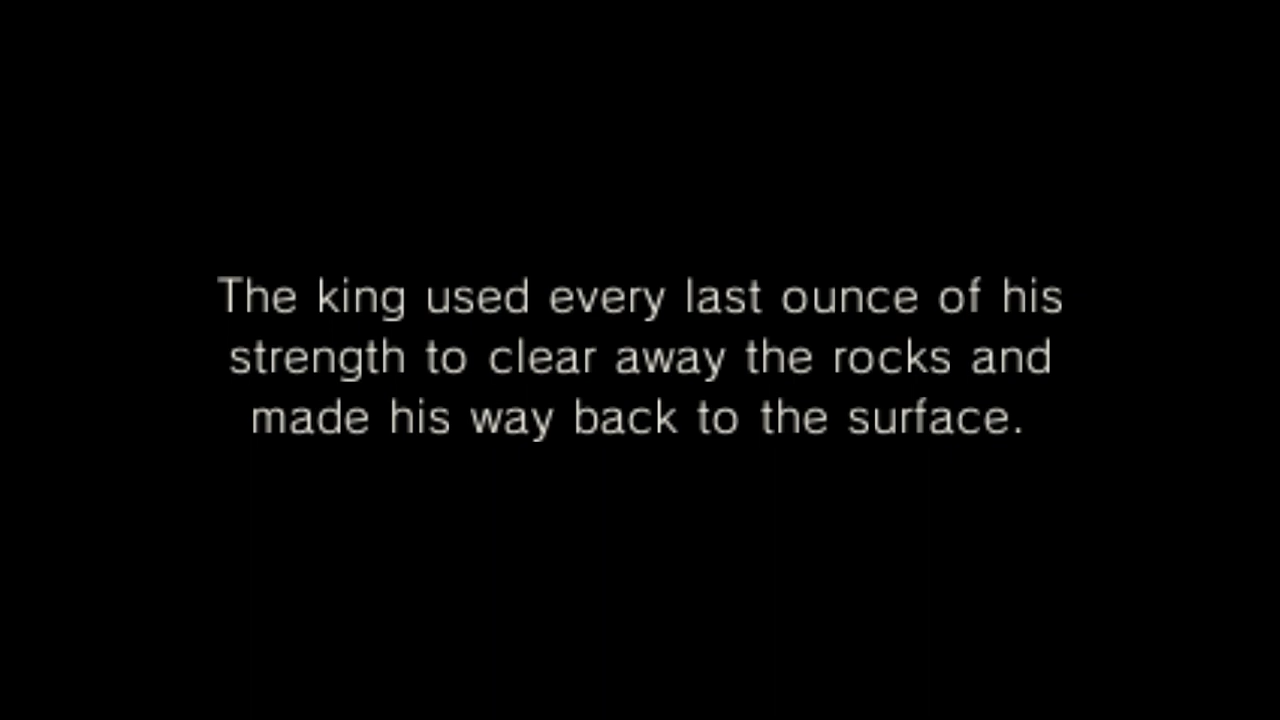 The king used every last ounce of his
strength to clear away the rocks and
made his way back to the surface.